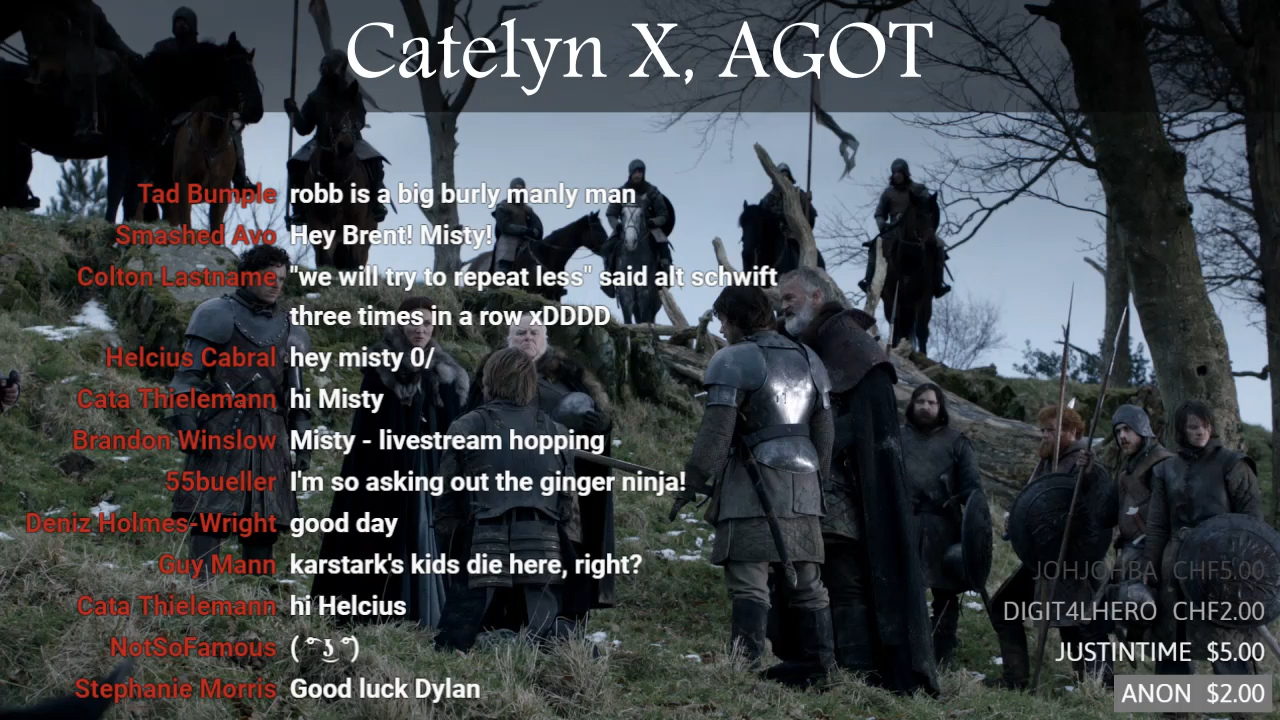 Catelyn X, AGOT
Tad Bumple robb is a big burly manly man
Smashed Avo Hey Brent! Misty!
Colton Lastname "we will try to repeat less" said alt schwift
three times in a row xDDDD
Helcius Cabral hey misty 0/
Cata Thielemann hi Misty
Brandon Winslow Misty - livestream hopping
55bueller I'm so asking out the ginger ninja!
Deniz Holmes-Wright good day
Guy Mann karstark's kids die here, right?
JOHJOHBA CHF5.00
Cata Thielemann hi Helcius
DIGIT4LHERO CHF2.00
NotSoFamous ( ͡° ͜ʖ ͡°)
JUSTINTIME $5.00
Stephanie Morris Good luck Dylan
ANON $2.00